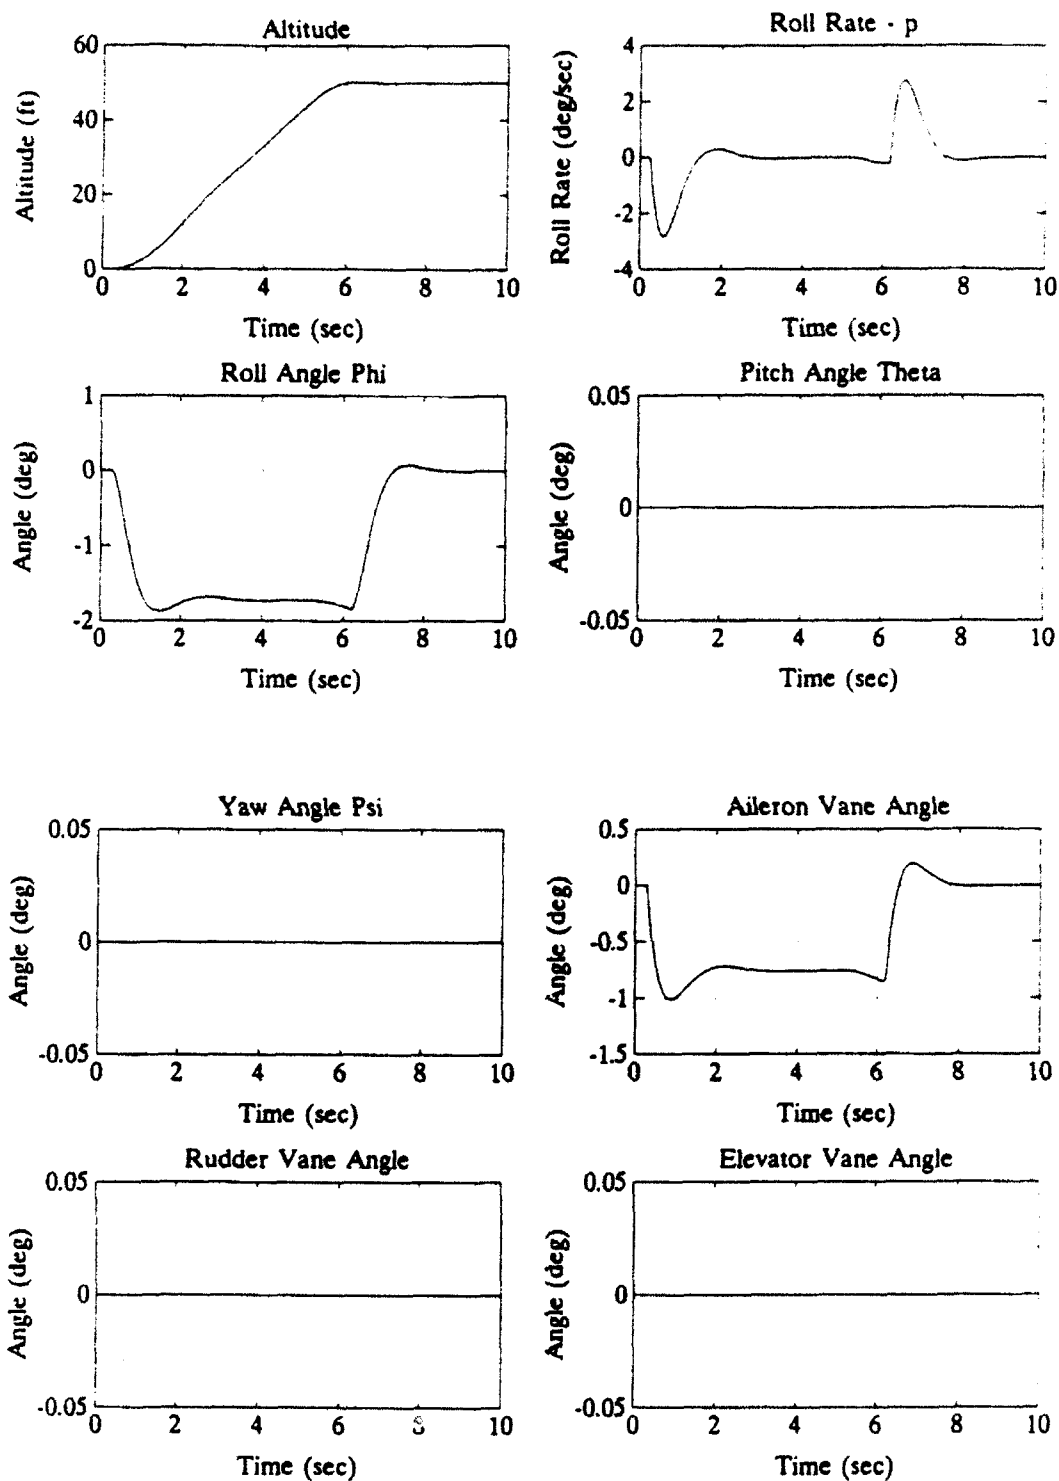 Altitude
60
40
20
0
Altitude (ft)
0 2 4 6 8 10
Time (sec)
Roll Rate - p
4
2
0
-2
-4
Roll Rate (deg/sec)
0 2 4 6 8 10
Time (sec)
Roll Angle Phi
1
0
-1
-2
Angle (deg)
0 2 4 6 8 10
Time (sec)
Pitch Angle Theta
0.05
0
-0.05
Angle (deg)
0 2 4 6 8 10
Time (sec)
Yaw Angle Psi
0.05
0
-0.05
Angle (deg)
0 2 4 6 8 10
Time (sec)
Aileron Vane Angle
0.5
0
-0.5
-1
-1.5
Angle (deg)
0 2 4 6 8 10
Time (sec)
Rudder Vane Angle
0.05
0
-0.05
Angle (deg)
0 2 4 6 8 10
Time (sec)
Elevator Vane Angle
0.05
0
-0.05
Angle (deg)
0 2 4 6 8 10
Time (sec)